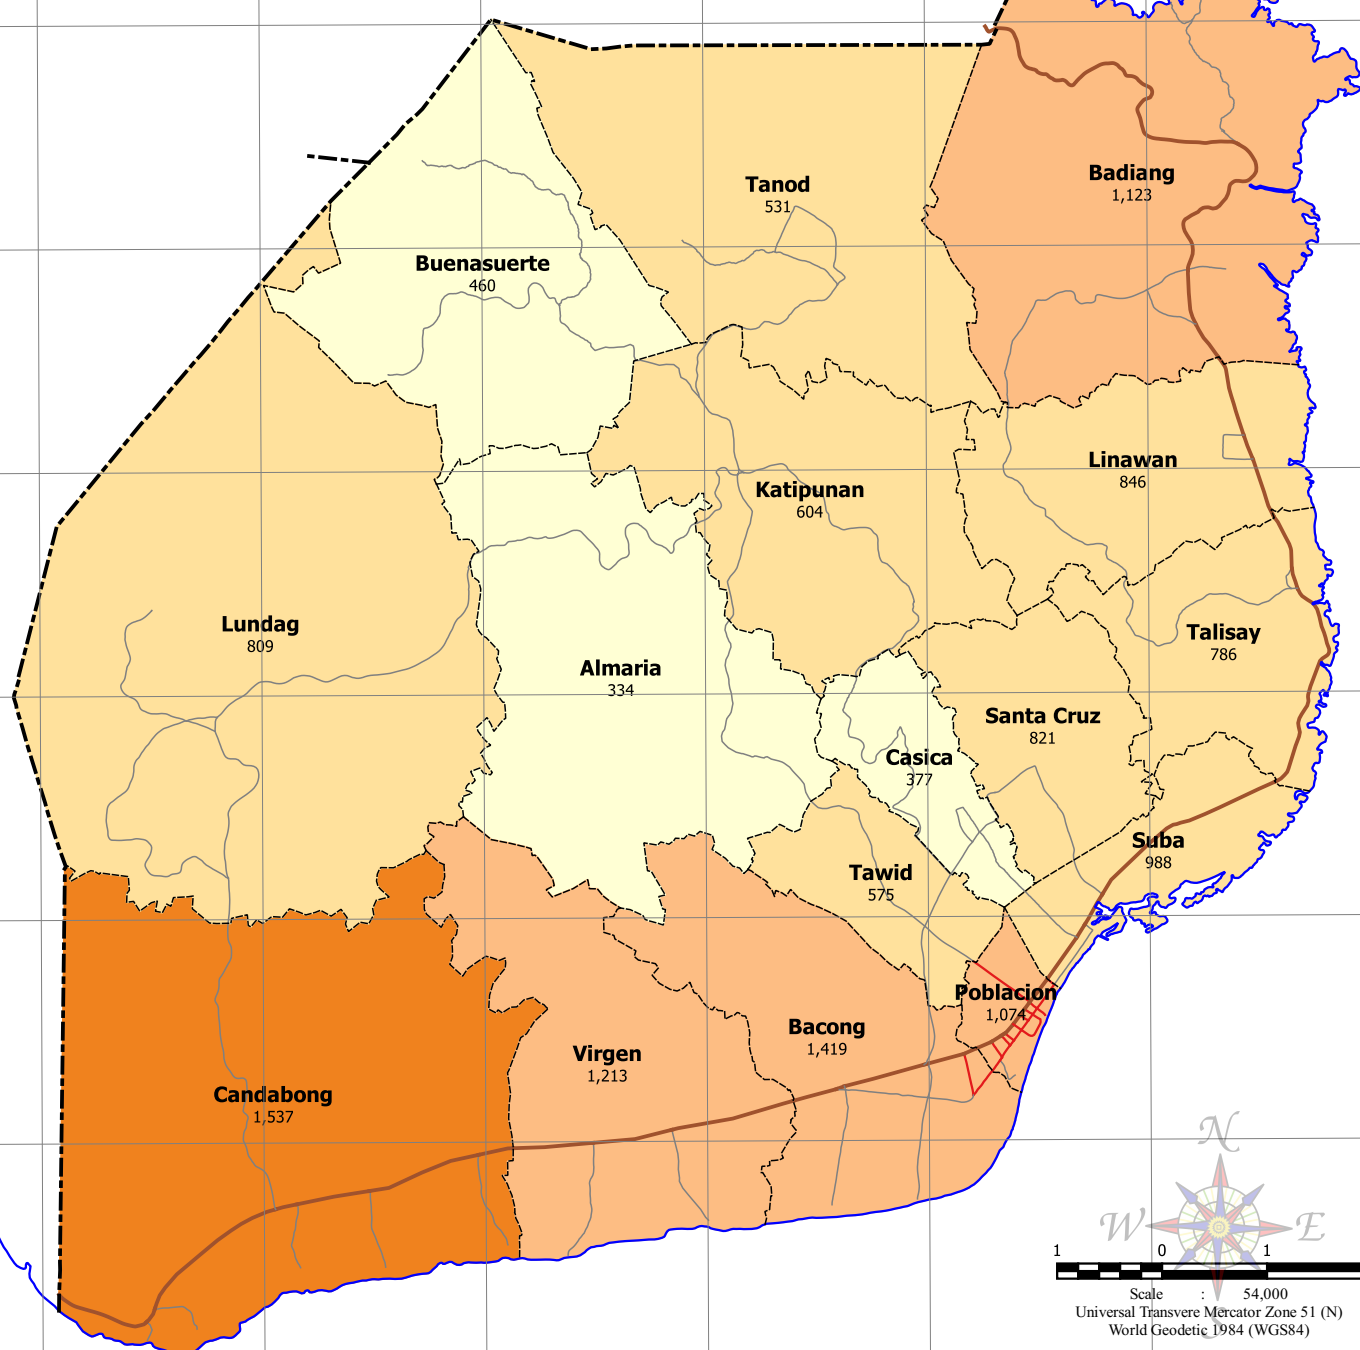 Badiang
1,123
Tanod
531
Buenasuerte
460
Linawan
846
Katipunan
604
Lundag
809
Talisay
786
Almaria
334
Santa Cruz
821
Casica
377
Suba
988
Tawid
575
Poblacion
1,074
Bacong
1,419
Virgen
1,213
Candabong
1,537
N
W
E
S
1 0 1
Scale : 54,000
Universal Transvere Mercator Zone 51 (N)
World Geodetic 1984 (WGS84)